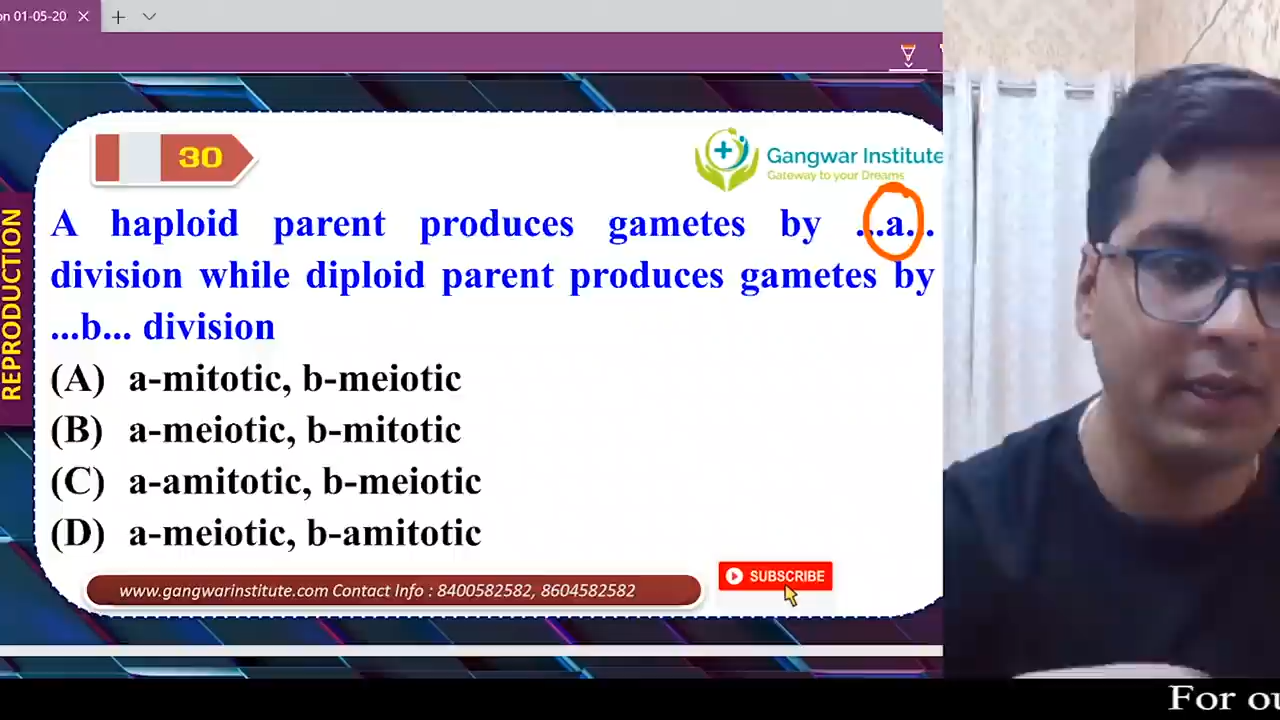 on 01-05-20
30
Gangwar Institute
Gateway to your Dreams
REPRODUCTION
A haploid parent produces gametes by ...a...
division while diploid parent produces gametes by
...b... division
(A) a-mitotic, b-meiotic
(B) a-meiotic, b-mitotic
(C) a-amitotic, b-meiotic
(D) a-meiotic, b-amitotic
www.gangwarinstitute.com Contact Info : 8400582582, 8604582582
SUBSCRIBE
For ou